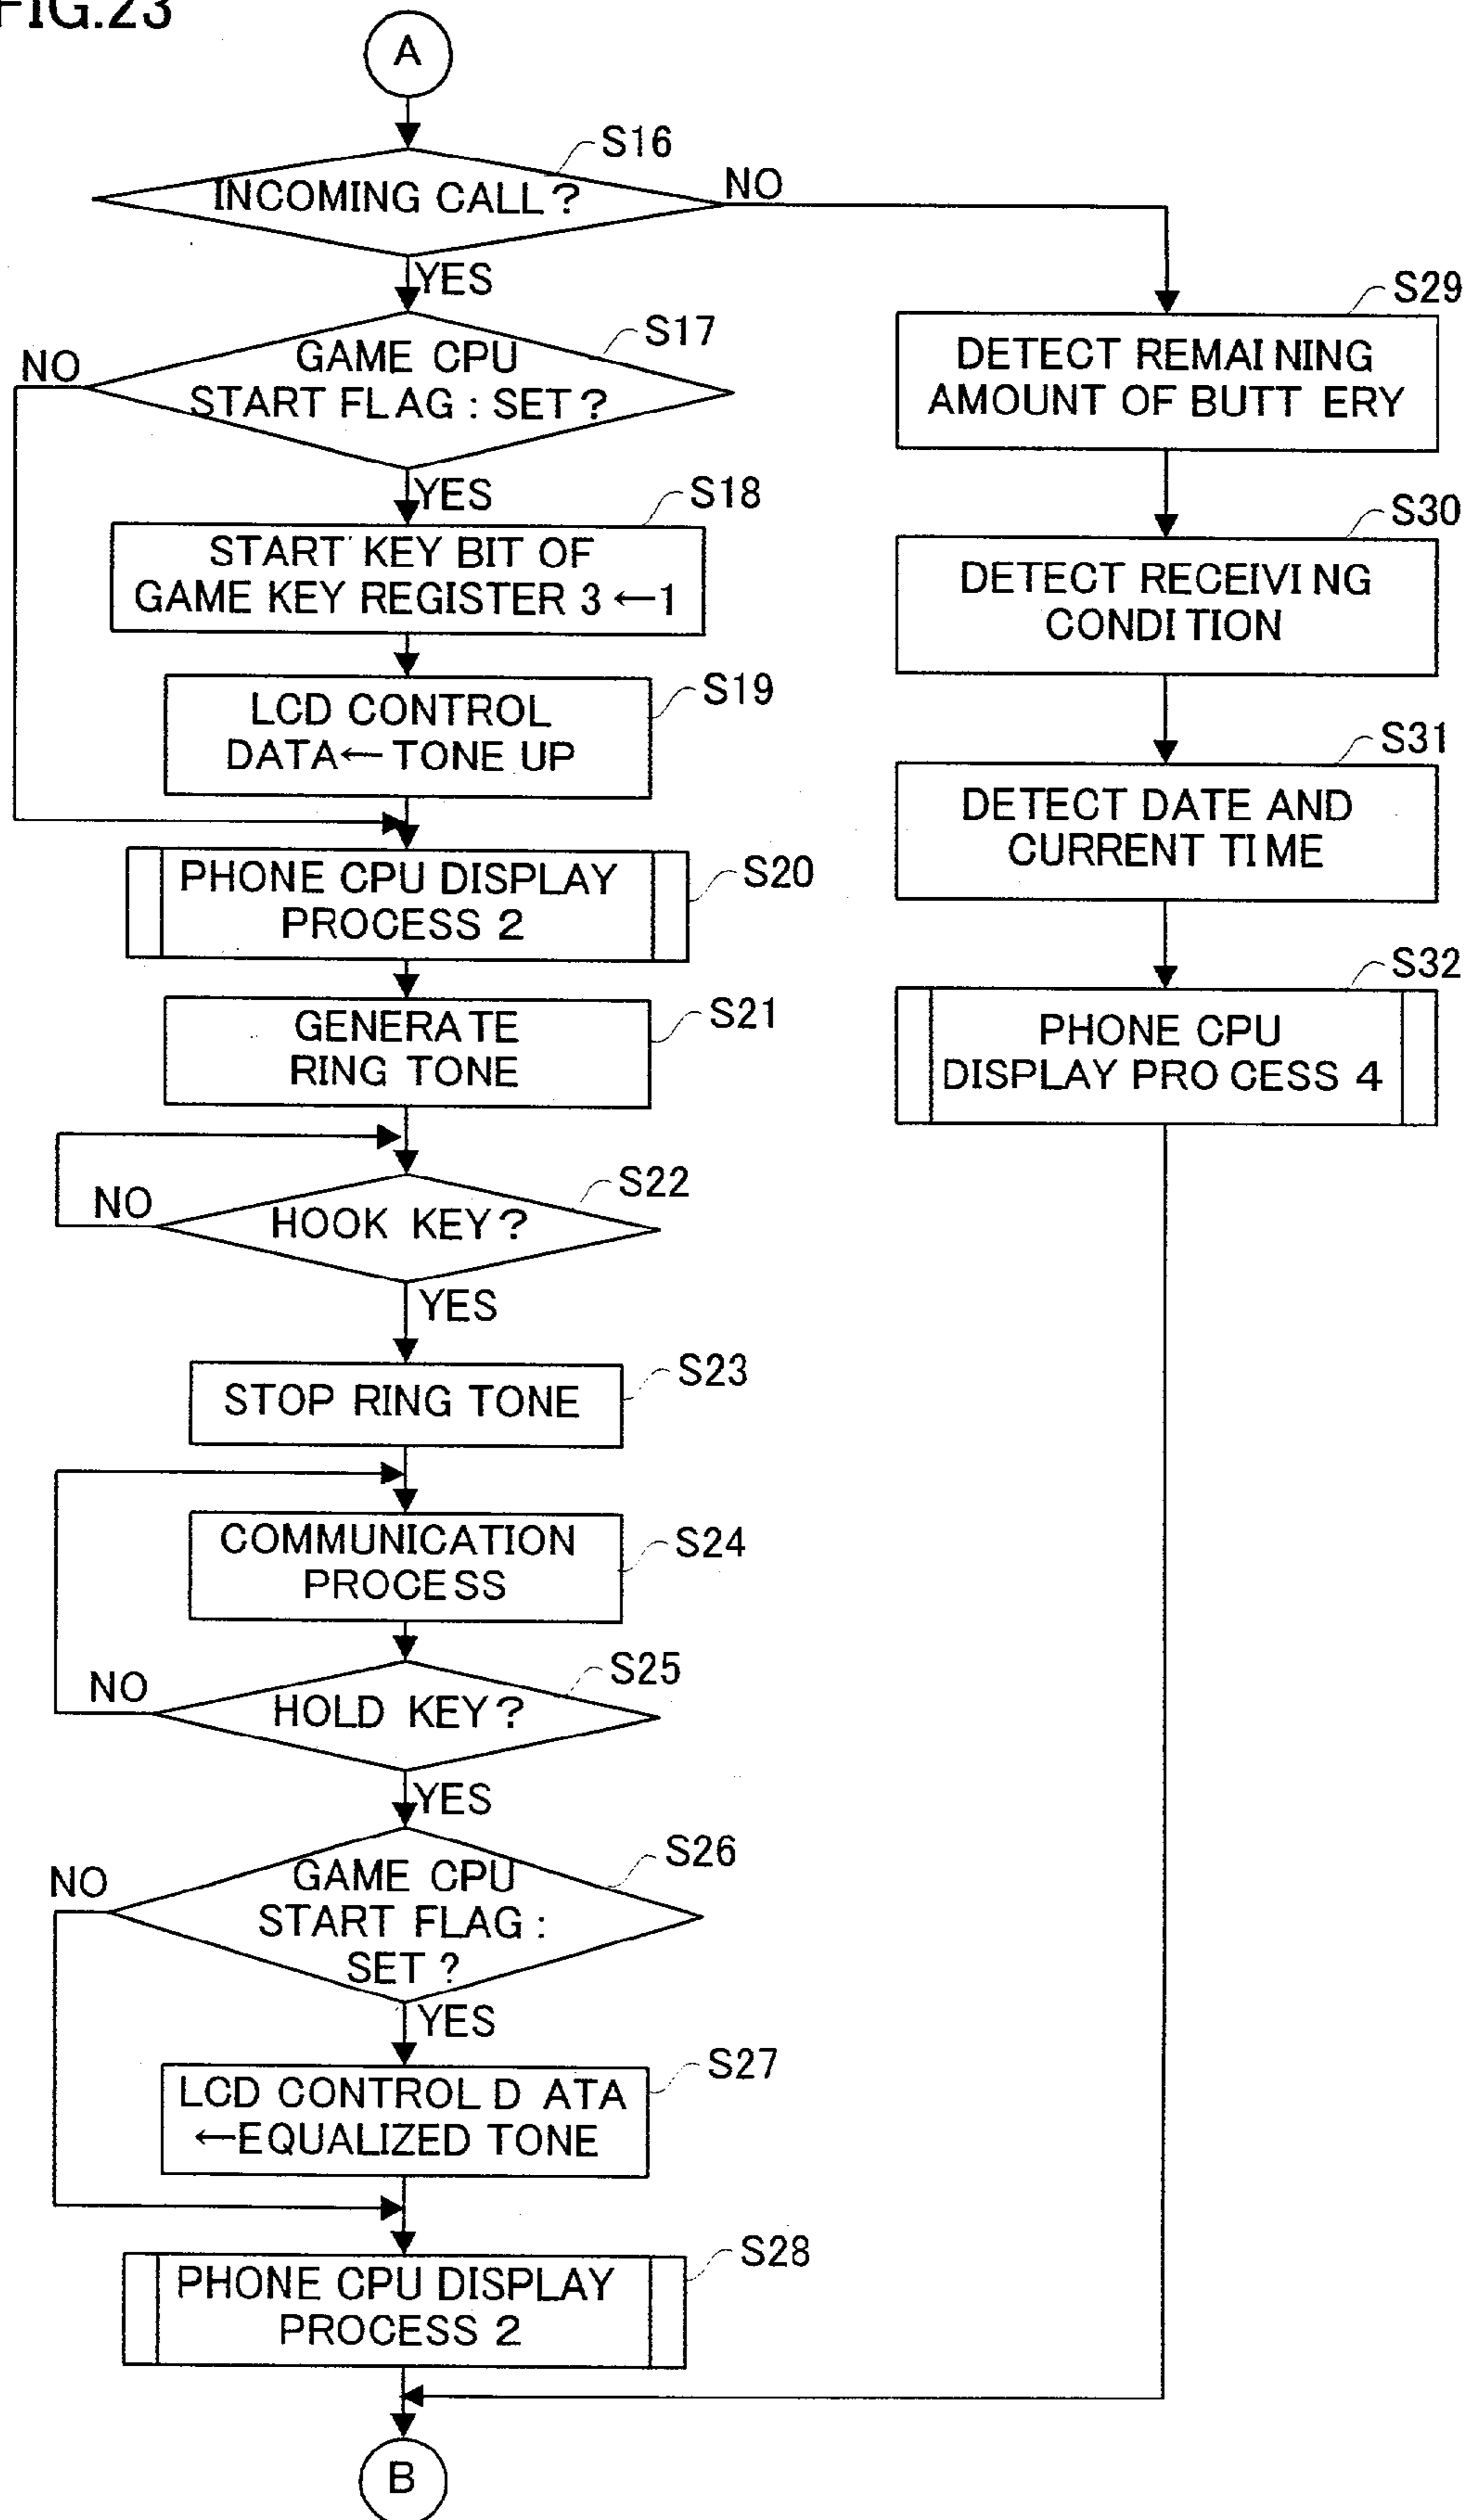 FIG.23
A
S16
INCOMING CALL?
NO
YES
S17
GAME CPU
START FLAG : SET?
NO
YES
S18
START KEY BIT OF
GAME KEY REGISTER 3 ←1
S19
LCD CONTROL
DATA← TONE UP
S20
PHONE CPU DISPLAY
PROCESS 2
S21
GENERATE
RING TONE
S22
HOOK KEY?
NO
YES
S23
STOP RING TONE
S24
COMMUNICATION
PROCESS
S25
HOLD KEY?
NO
YES
S26
GAME CPU
START FLAG :
SET ?
NO
YES
S27
LCD CONTROL D ATA
←EQUALIZED TONE
S28
PHONE CPU DISPLAY
PROCESS 2
S29
DETECT REMAI NING
AMOUNT OF BUTT ERY
S30
DETECT RECEIVI NG
CONDI TION
S31
DETECT DATE AND
CURRENT TI ME
S32
PHONE CPU
DISPLAY PRO CESS 4
B